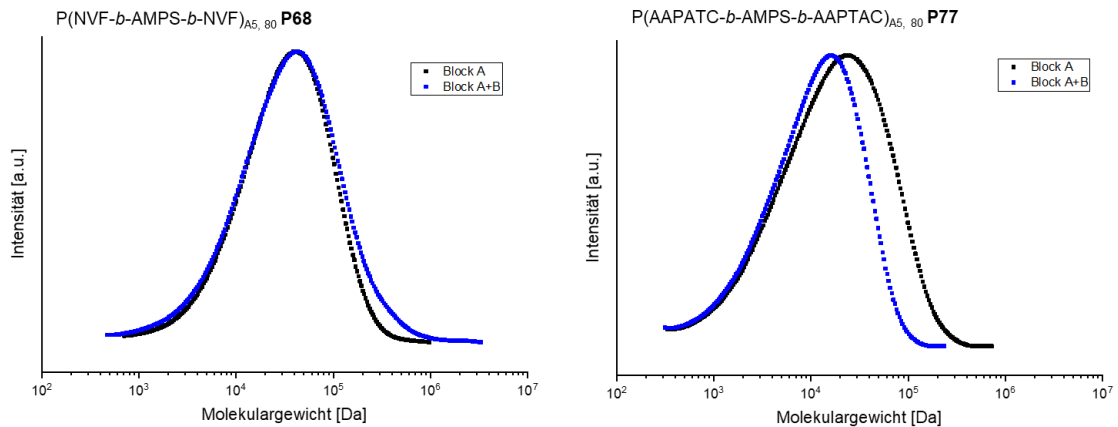 P(NVF-b-AMPS-b-NVF)A5, 80 P68
Block A
Block A+B
Intensität [a.u.]
10² 10³ 10⁴ 10⁵ 10⁶ 10⁷
Molekulargewicht [Da]
P(AAPATC-b-AMPS-b-AAPTAC)A5, 80 P77
Block A
Block A+B
Intensität [a.u.]
10² 10³ 10⁴ 10⁵ 10⁶ 10⁷
Molekulargewicht [Da]